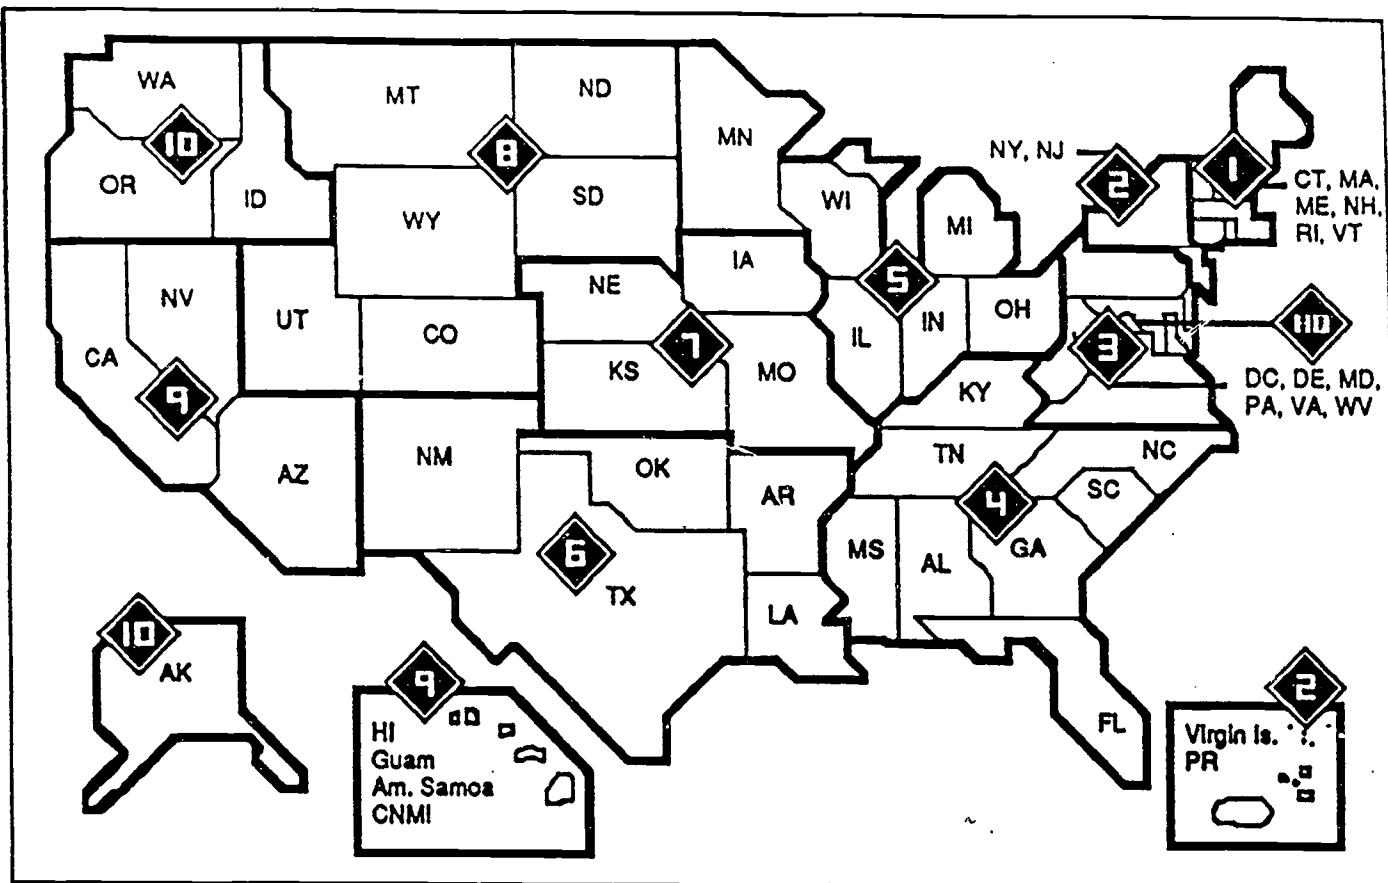 WA
MT
ND
MN
10
8
NY, NJ
2
1
OR
ID
WY
SD
WI
MI
CT, MA,
ME, NH,
RI, VT
NV
UT
NE
IA
5
IL
IN
OH
HD
CA
CO
7
3
KS
MO
KY
DC, DE, MD,
PA, VA, WV
9
AZ
NM
OK
TN
NC
AR
4
SC
6
TX
MS
AL
GA
LA
10
AK
9
HI
Guam
Am. Samoa
CNMI
FL
2
Virgin Is.
PR